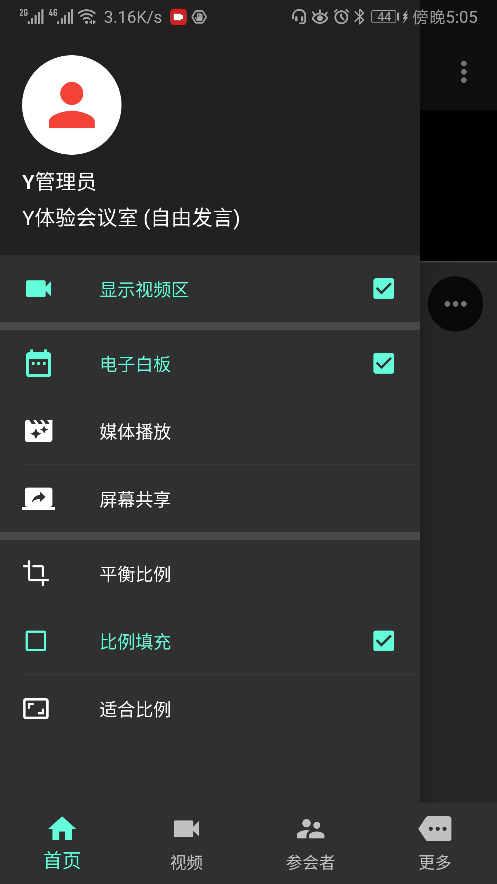 2G 4G 3.16K/s 44 傍晚5:05
Y管理员
Y体验会议室 (自由发言)
显示视频区
电子白板
媒体播放
屏幕共享
平衡比例
比例填充
适合比例
首页 视频 参会者 更多